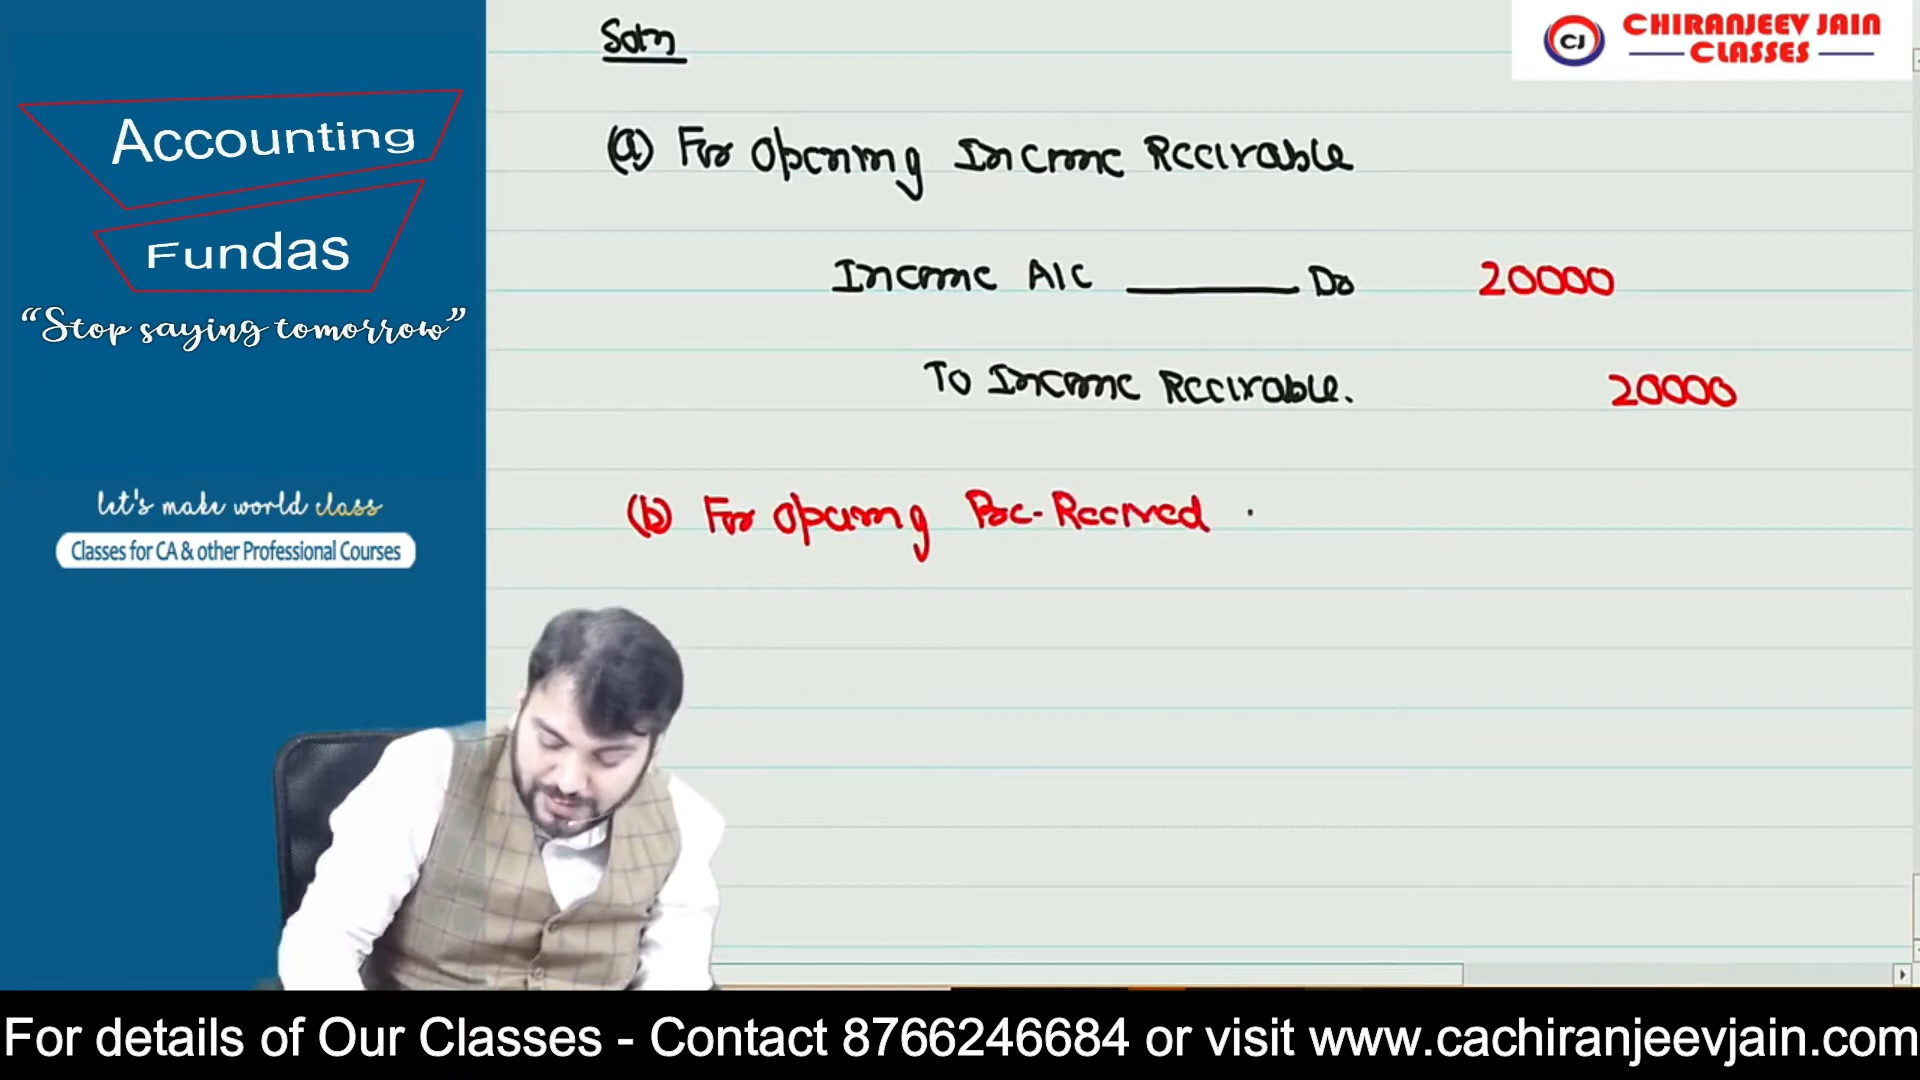 Soln
CHIRANJEEV JAIN
CJ
CLASSES
Accounting
Fundas
“Stop saying tomorrow”
let's make world class
Classes for CA & other Professional Courses
(a) For Opening Income Receivable
Income A/c ________ Dr 20000
To Income Receivable. 20000
(b) For Opening Pre-Received
For details of Our Classes - Contact 8766246684 or visit www.cachiranjeevjain.com